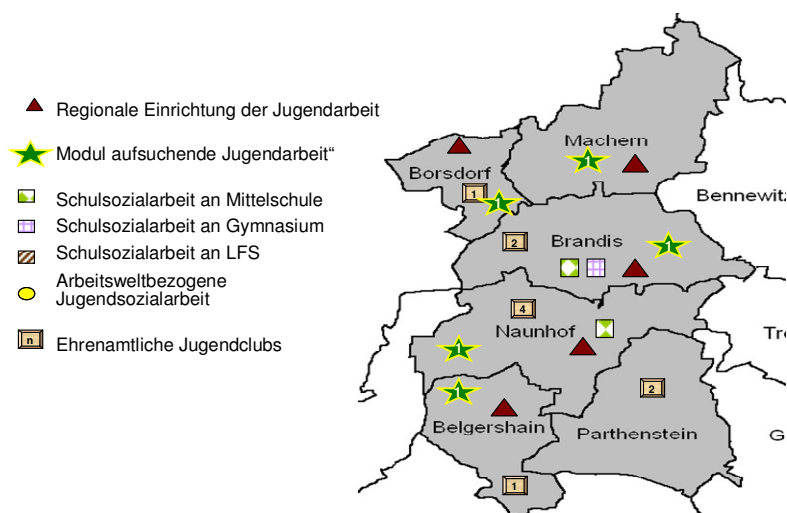 Regionale Einrichtung der Jugendarbeit
1 Modul aufsuchende Jugendarbeit“
Schulsozialarbeit an Mittelschule
Schulsozialarbeit an Gymnasium
Schulsozialarbeit an LFS
Arbeitsweltbezogene
Jugendsozialarbeit
n Ehrenamtliche Jugendclubs
Machern
1
Borsdorf
1
1
Bennewitz
2
Brandis
1
4
Naunhof
Tre
1
1
2
Belgershain
Parthenstein
G
1